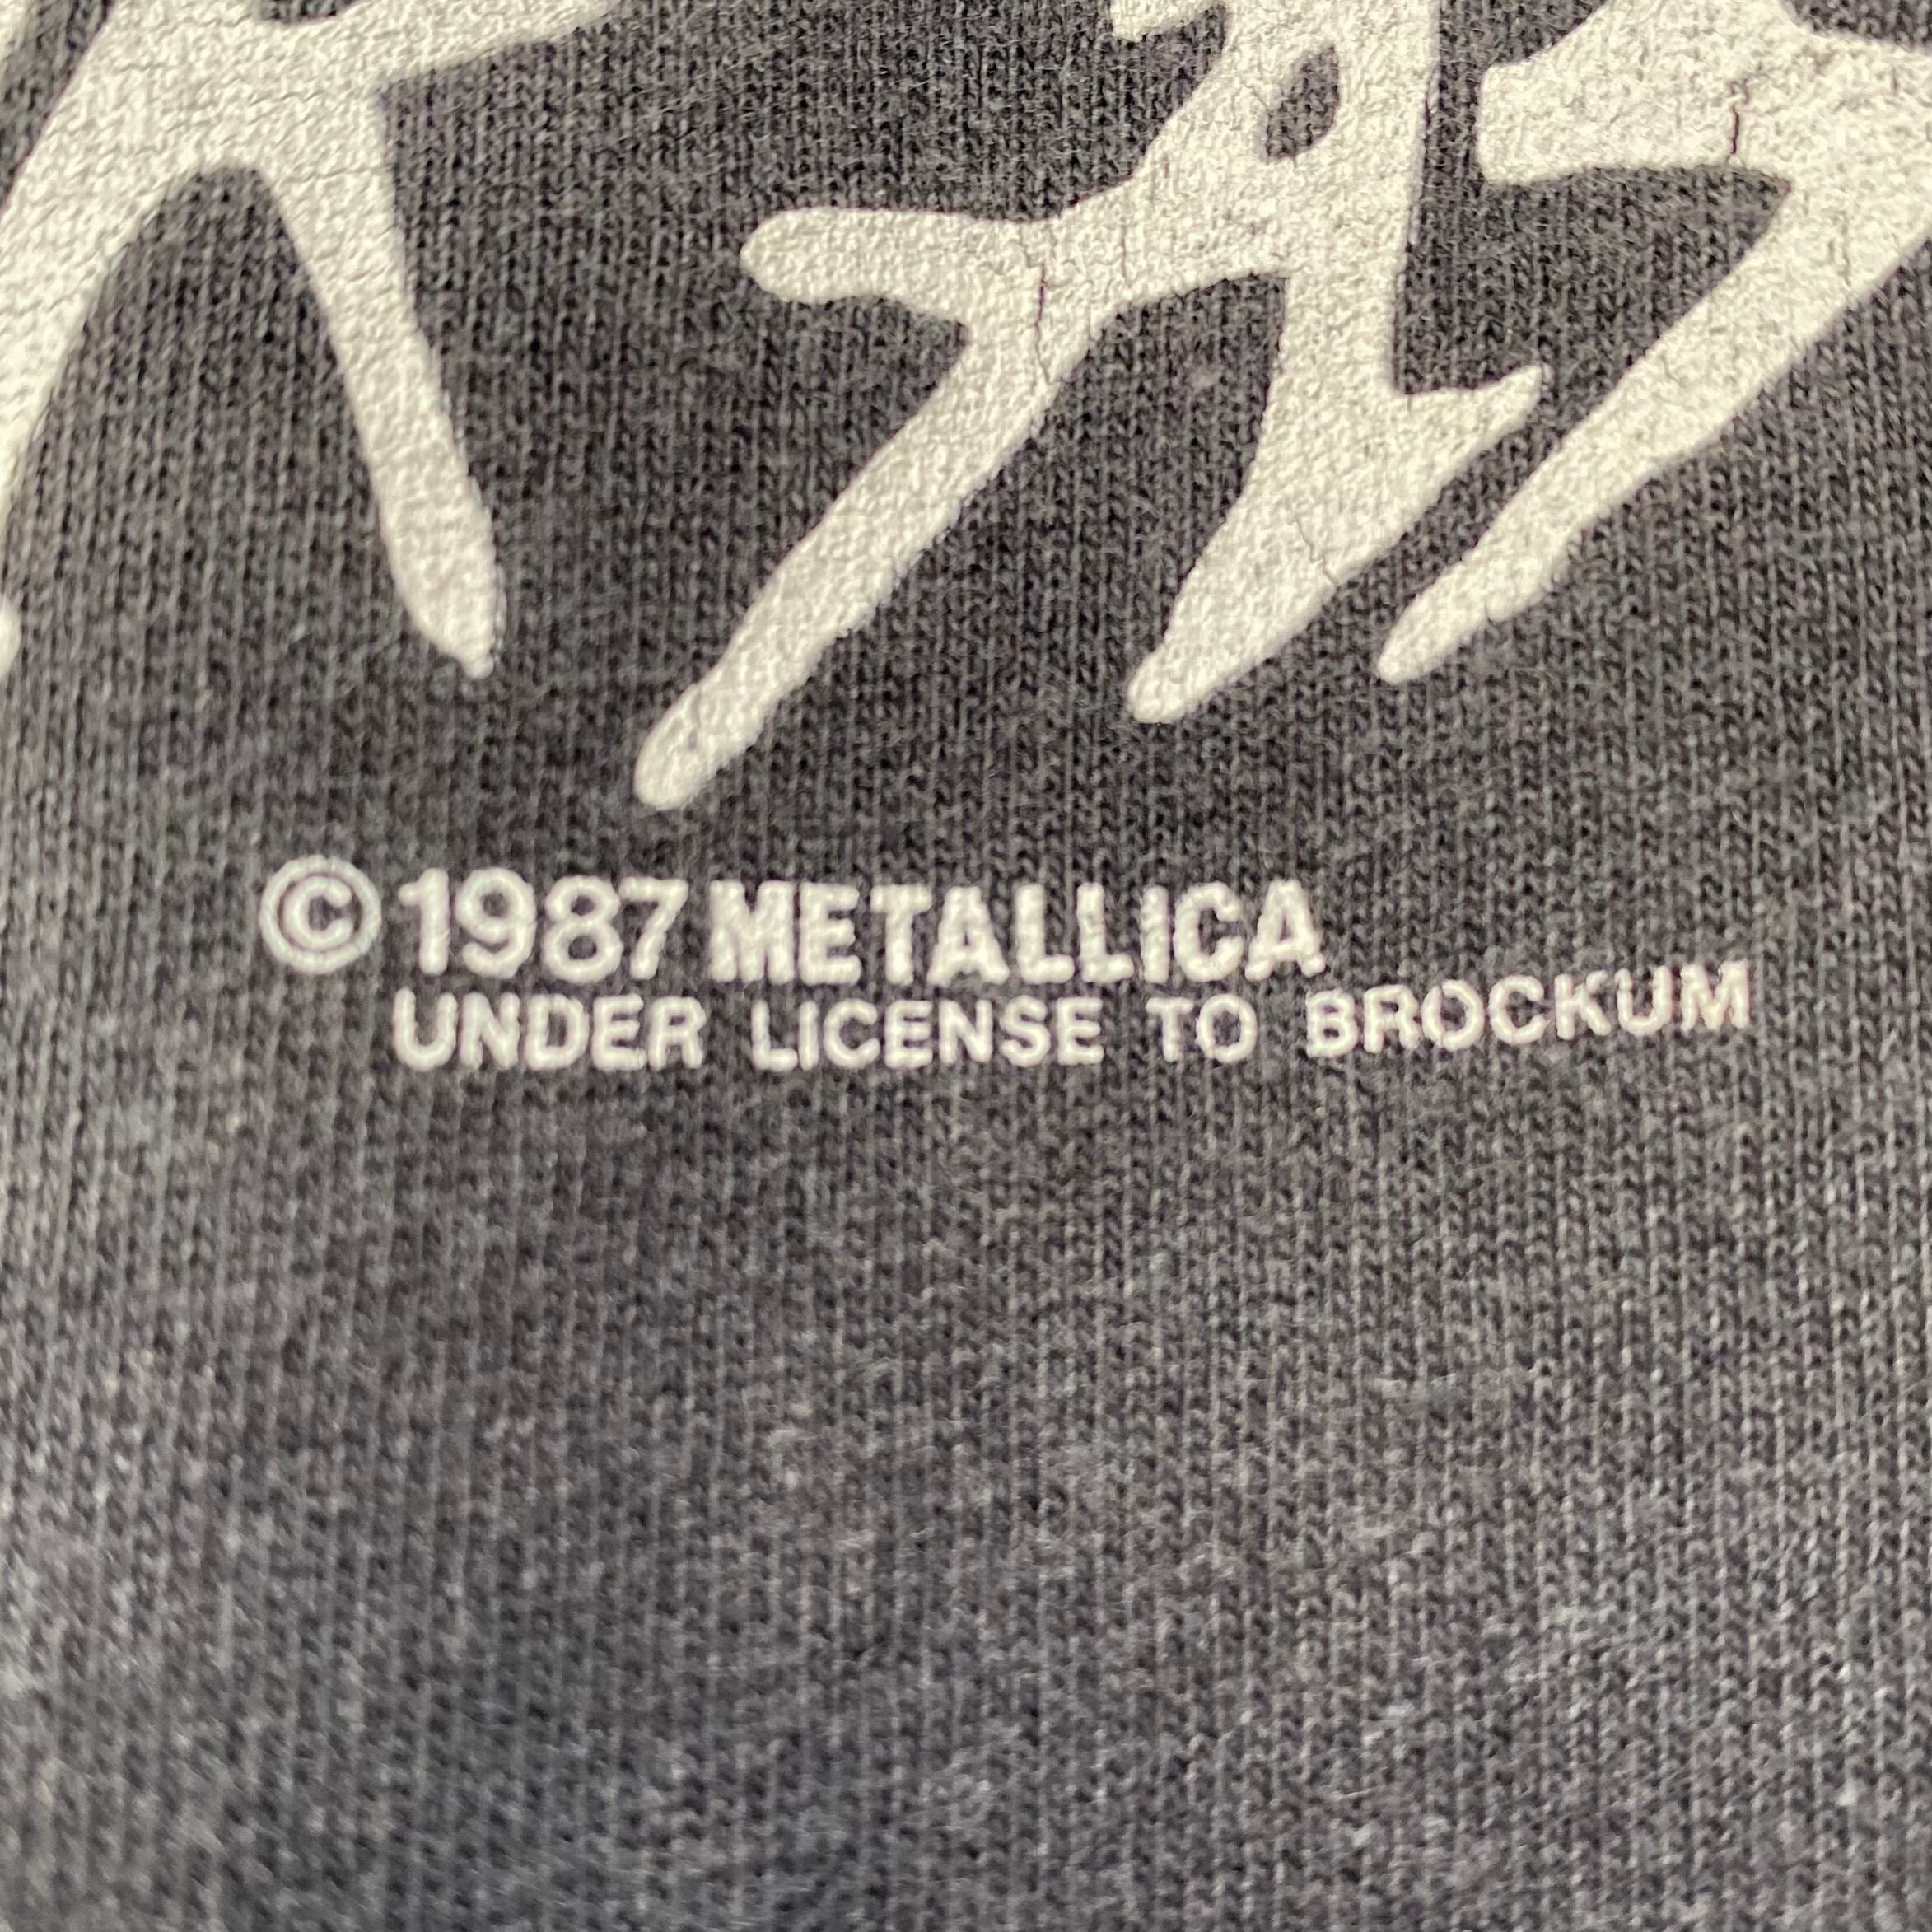 ©1987 METALLICA
UNDER LICENSE TO BROCKUM